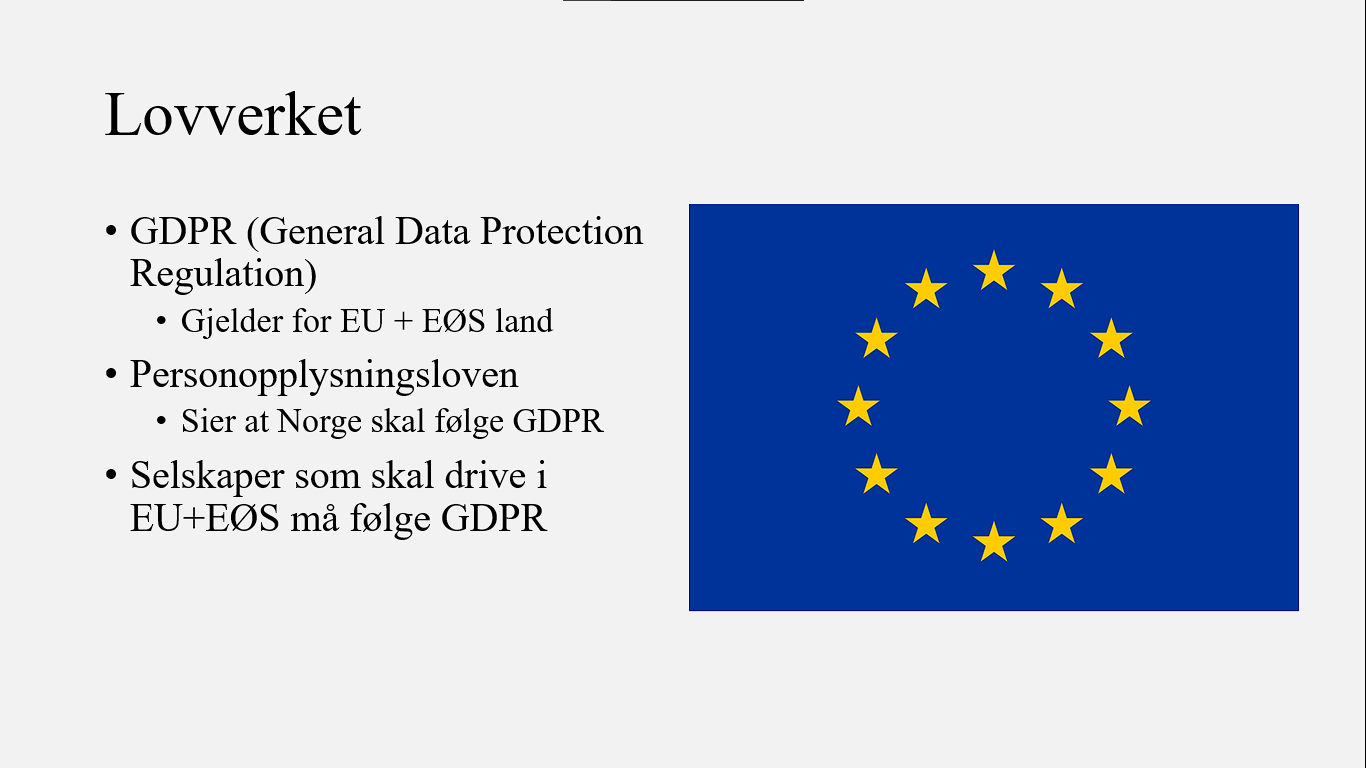 Lovverket
• GDPR (General Data Protection
Regulation)
• Gjelder for EU + EØS land
• Personopplysningsloven
• Sier at Norge skal følge GDPR
• Selskaper som skal drive i
EU+EØS må følge GDPR